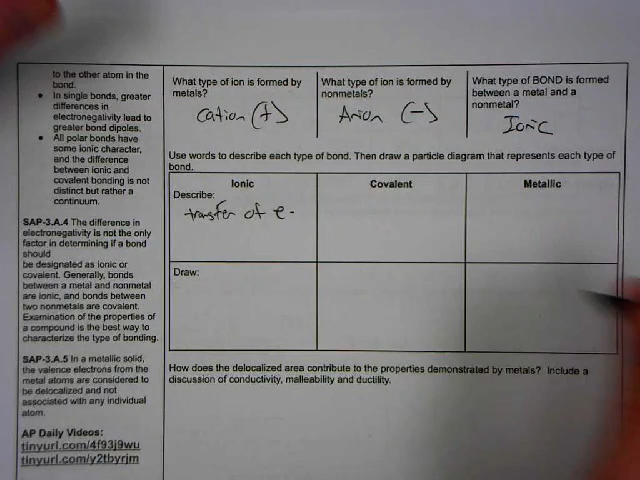 to the other atom in the
bond.
• In single bonds, greater
differences in
electronegativity lead to
greater bond dipoles.
• All polar bonds have
some ionic character,
and the difference
between ionic and
covalent bonding is not
distinct but rather a
continuum.
SAP-3.A.4 The difference in
electronegativity is not the only
factor in determining if a bond
should
be designated as ionic or
covalent. Generally, bonds
between a metal and nonmetal
are ionic, and bonds between
two nonmetals are covalent.
Examination of the properties of
a compound is the best way to
characterize the type of bonding.
SAP-3.A.5 In a metallic solid,
the valence electrons from the
metal atoms are considered to
be delocalized and not
associated with any individual
atom.
AP Daily Videos:
tinyurl.com/4f93j9wu
tinyurl.com/y2tbyrjm
What type of ion is formed by
metals?
Cation (+)
What type of ion is formed by
nonmetals?
Anion (-)
What type of BOND is formed
between a metal and a
nonmetal?
Ionic
Use words to describe each type of bond. Then draw a particle diagram that represents each type of
bond.
Ionic
Covalent
Metallic
Describe:
transfer of e-
Draw:
How does the delocalized area contribute to the properties demonstrated by metals? Include a
discussion of conductivity, malleability and ductility.